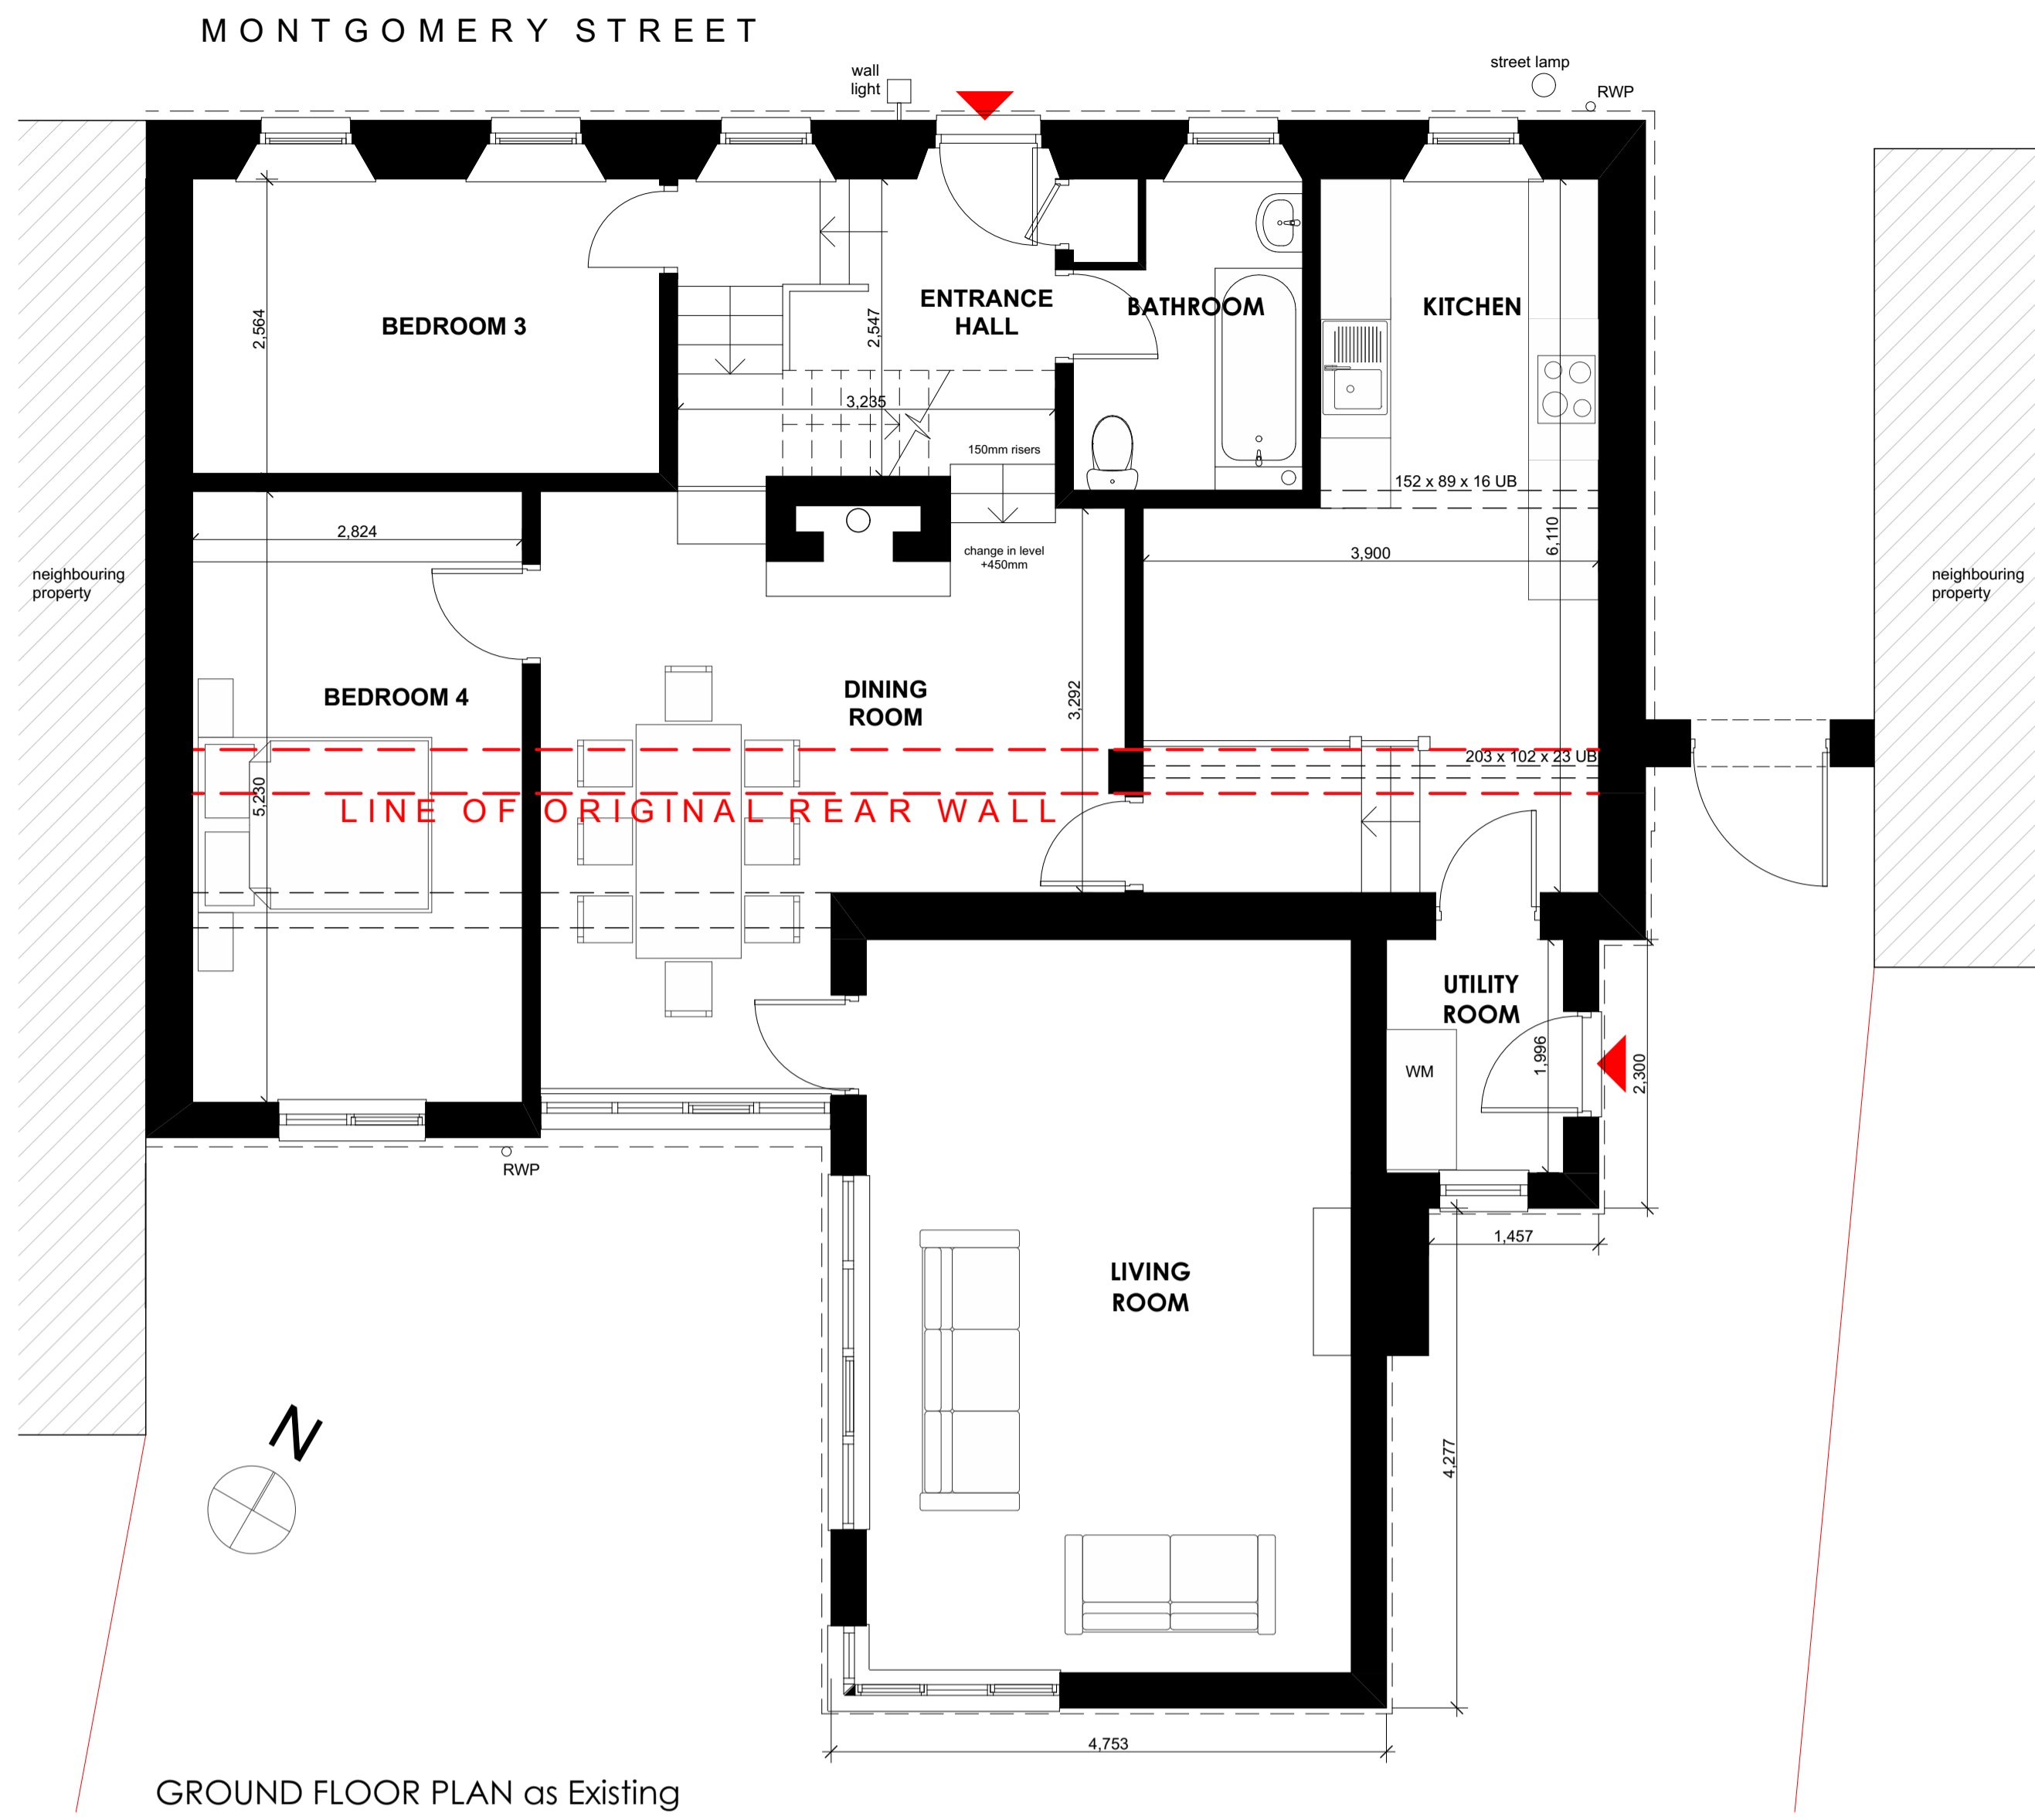 MONTGOMERY STREET
wall
light
street lamp
RWP
ENTRANCE
HALL
BATHROOM
KITCHEN
BEDROOM 3
2,564
2,547
3,235
150mm risers
152 x 89 x 16 UB
2,824
change in level
+450mm
3,900
6,110
neighbouring
property
neighbouring
property
BEDROOM 4
DINING
ROOM
3,292
203 x 102 x 23 UB
5,230
LINE OF ORIGINAL REAR WALL
UTILITY
ROOM
WM
1,996
2,300
RWP
1,457
LIVING
ROOM
N
4,277
4,753
GROUND FLOOR PLAN as Existing